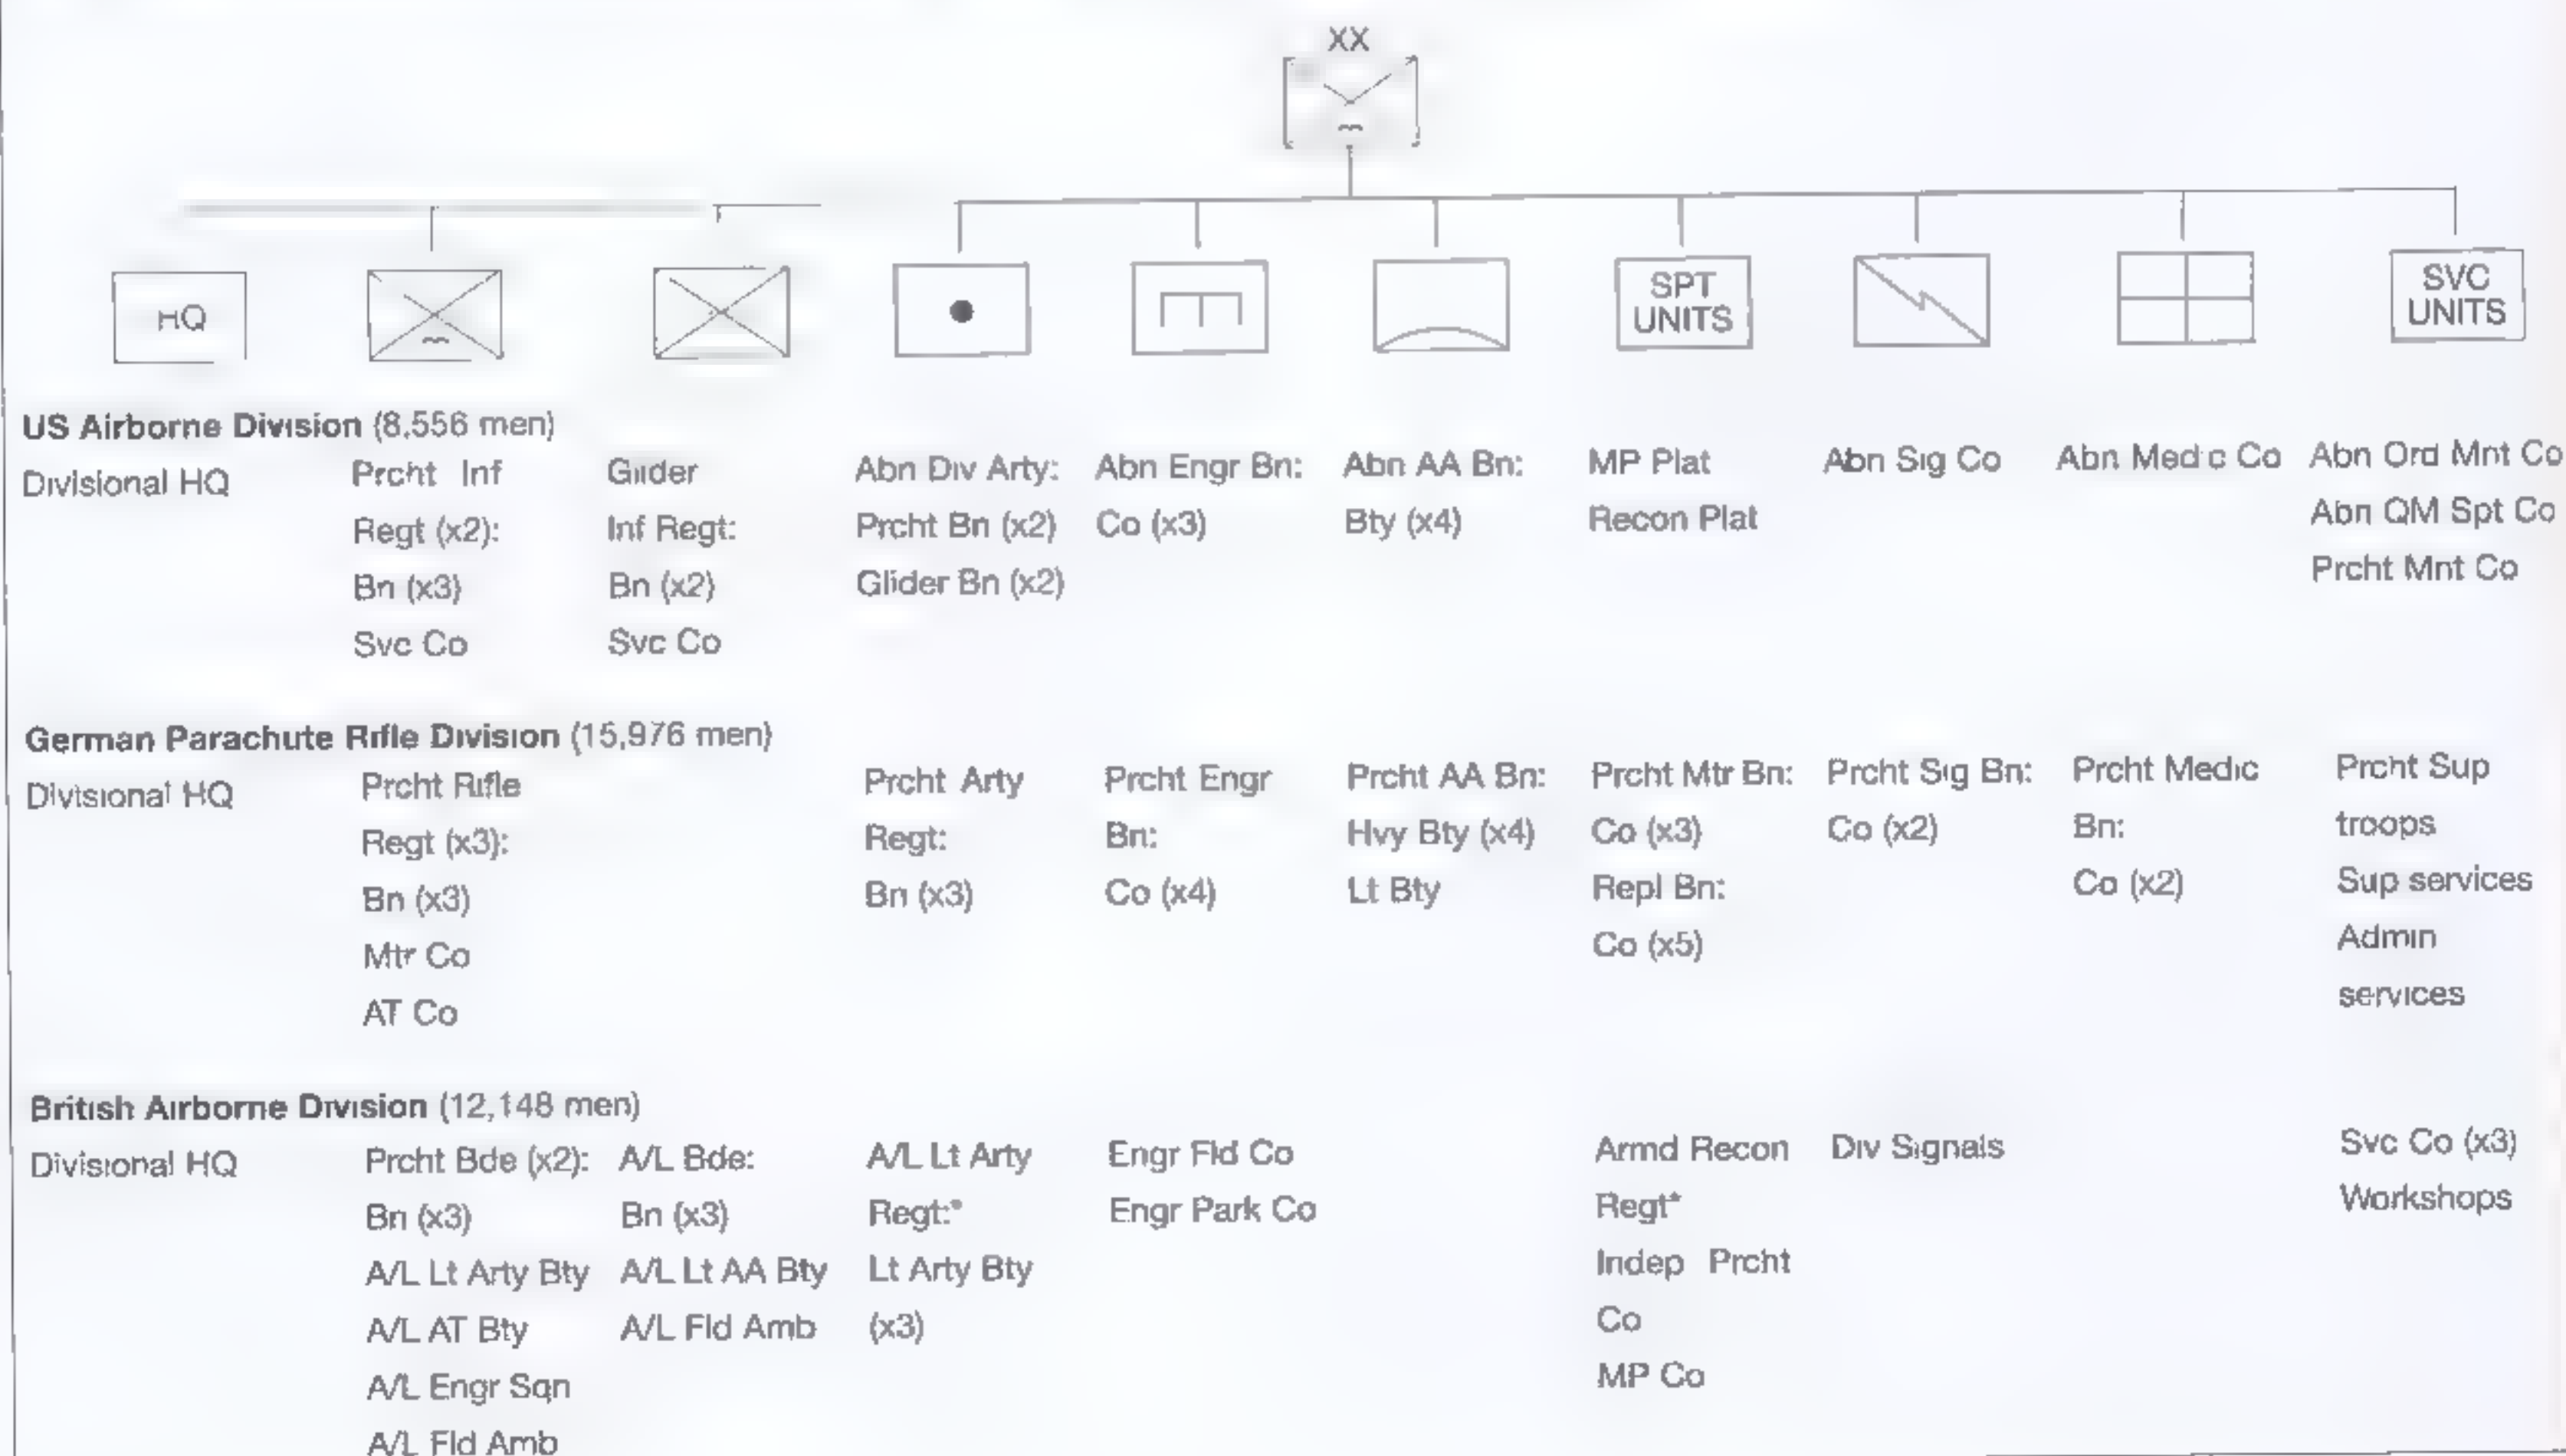 XX
HQ
SPT
UNITS
SVC
UNITS
US Airborne Division (8,556 men)
Divisional HQ
Prcht Inf
Regt (x2):
Bn (x3)
Svc Co
Glider
Inf Regt:
Bn (x2)
Svc Co
Abn Div Arty:
Prcht Bn (x2)
Glider Bn (x2)
Abn Engr Bn:
Co (x3)
Abn AA Bn:
Bty (x4)
MP Plat
Recon Plat
Abn Sig Co
Abn Medic Co
Abn Ord Mnt Co
Abn QM Spt Co
Prcht Mnt Co
German Parachute Rifle Division (15,976 men)
Divisional HQ
Prcht Rifle
Regt (x3):
Bn (x3)
Mtr Co
AT Co
Prcht Arty
Regt:
Bn (x3)
Prcht Engr
Bn:
Co (x4)
Prcht AA Bn:
Hvy Bty (x4)
Lt Bty
Prcht Mtr Bn:
Co (x3)
Repl Bn:
Co (x5)
Prcht Sig Bn:
Co (x2)
Prcht Medic
Bn:
Co (x2)
Prcht Sup
troops
Sup services
Admin
services
British Airborne Division (12,148 men)
Divisional HQ
Prcht Bde (x2):
Bn (x3)
A/L Lt Arty Bty
A/L AT Bty
A/L Engr Sqn
A/L Fld Amb
A/L Bde:
Bn (x3)
A/L Lt AA Bty
A/L Fld Amb
A/L Lt Arty
Regt:*
Lt Arty Bty
(x3)
Engr Fld Co
Engr Park Co
Armd Recon
Regt*
Indep Prcht
Co
MP Co
Div Signals
Svc Co (x3)
Workshops